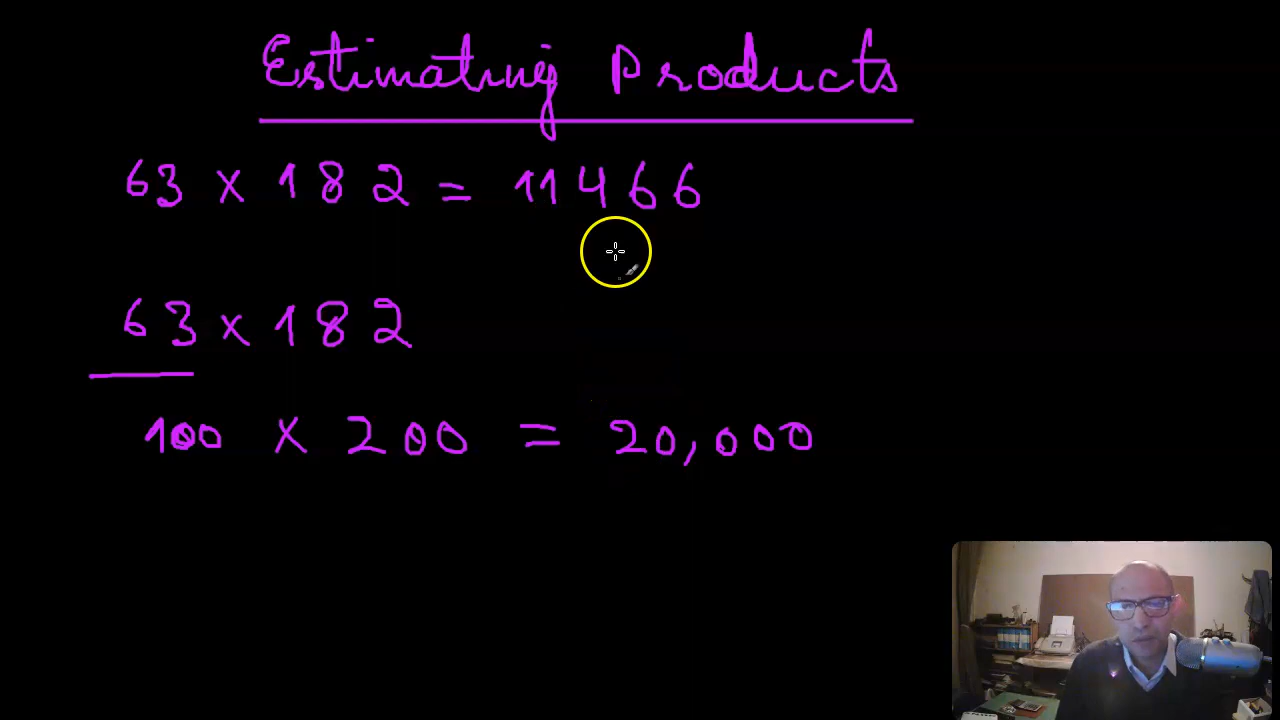 Estimating Products
63 x 182 = 11466
63 x 182
100 x 200 = 20,000